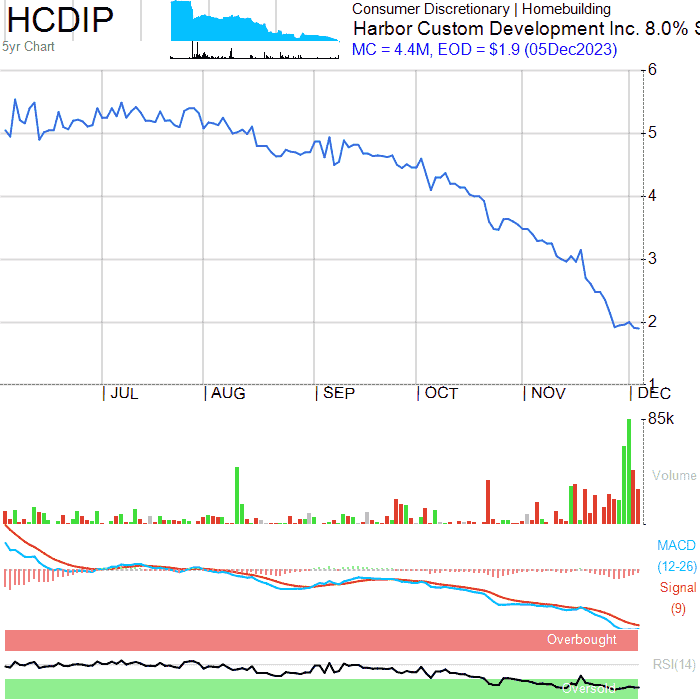 HCDIP
5yr Chart
Consumer Discretionary | Homebuilding
Harbor Custom Development Inc. 8.0% S
MC = 4.4M, EOD = $1.9 (05Dec2023)
6
5
4
3
2
1
| JUL | AUG | SEP | OCT | NOV | DEC
85k
Volume
MACD
(12-26)
Signal
(9)
Overbought
RSI(14)
Oversold